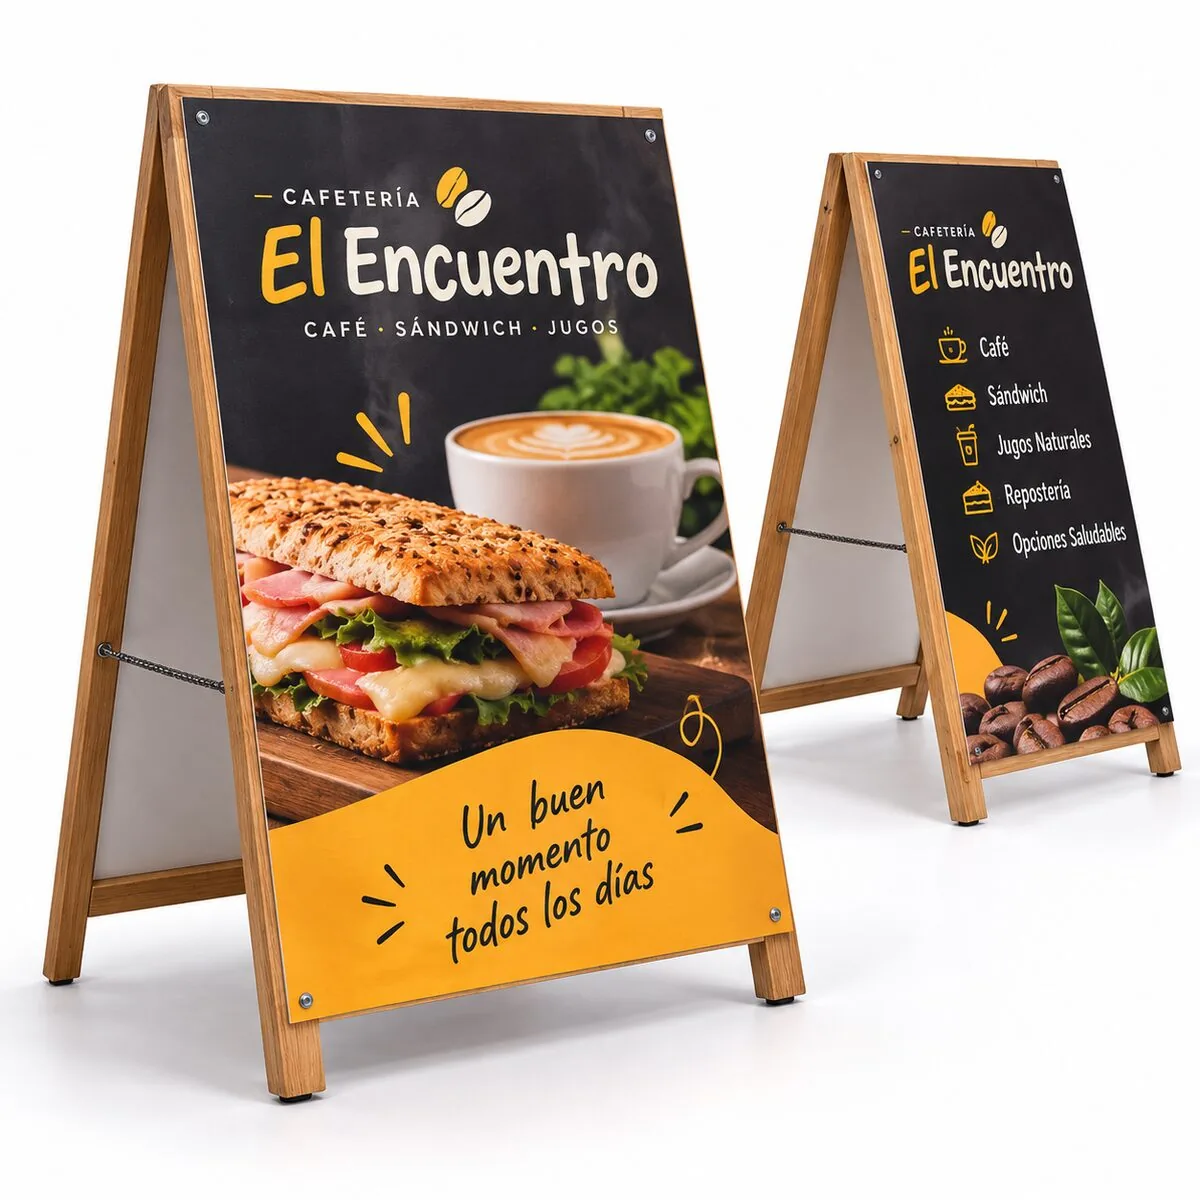 CAFETERÍA
El Encuentro
CAFÉ · SÁNDWICH · JUGOS
Un buen
momento
todos los días
CAFETERÍA
El Encuentro
Café
Sándwich
Jugos Naturales
Repostería
Opciones Saludables